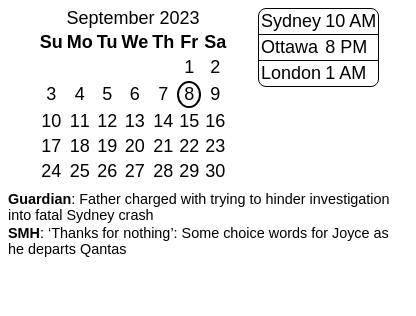 September 2023
Su Mo Tu We Th Fr Sa
1 2
3 4 5 6 7 8 9
10 11 12 13 14 15 16
17 18 19 20 21 22 23
24 25 26 27 28 29 30
Sydney 10 AM
Ottawa 8 PM
London 1 AM
Guardian: Father charged with trying to hinder investigation
into fatal Sydney crash
SMH: ‘Thanks for nothing’: Some choice words for Joyce as
he departs Qantas